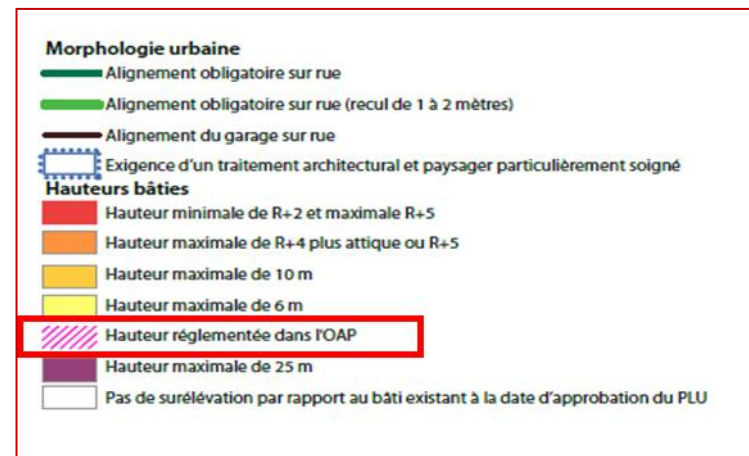 Morphologie urbaine
Alignement obligatoire sur rue
Alignement obligatoire sur rue (recul de 1 à 2 mètres)
Alignement du garage sur rue
Exigence d'un traitement architectural et paysager particulièrement soigné
Hauteurs bâties
Hauteur minimale de R+2 et maximale R+5
Hauteur maximale de R+4 plus attique ou R+5
Hauteur maximale de 10 m
Hauteur maximale de 6 m
Hauteur réglementée dans l'OAP
Hauteur maximale de 25 m
Pas de surélévation par rapport au bâti existant à la date d'approbation du PLU